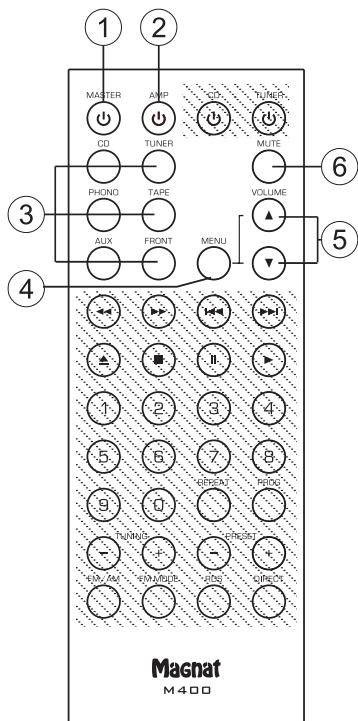 1 2
MASTER AMP CD TUNER
CD TUNER MUTE
6
PHONO TAPE VOLUME
3
5
AUX FRONT MENU
4
1 2 3 4
5 6 7 8
REPEAT PROG
9 0
TUNING PRESET
- + - +
FM/AM FM MODE RDS DIRECT
Magnat
M400